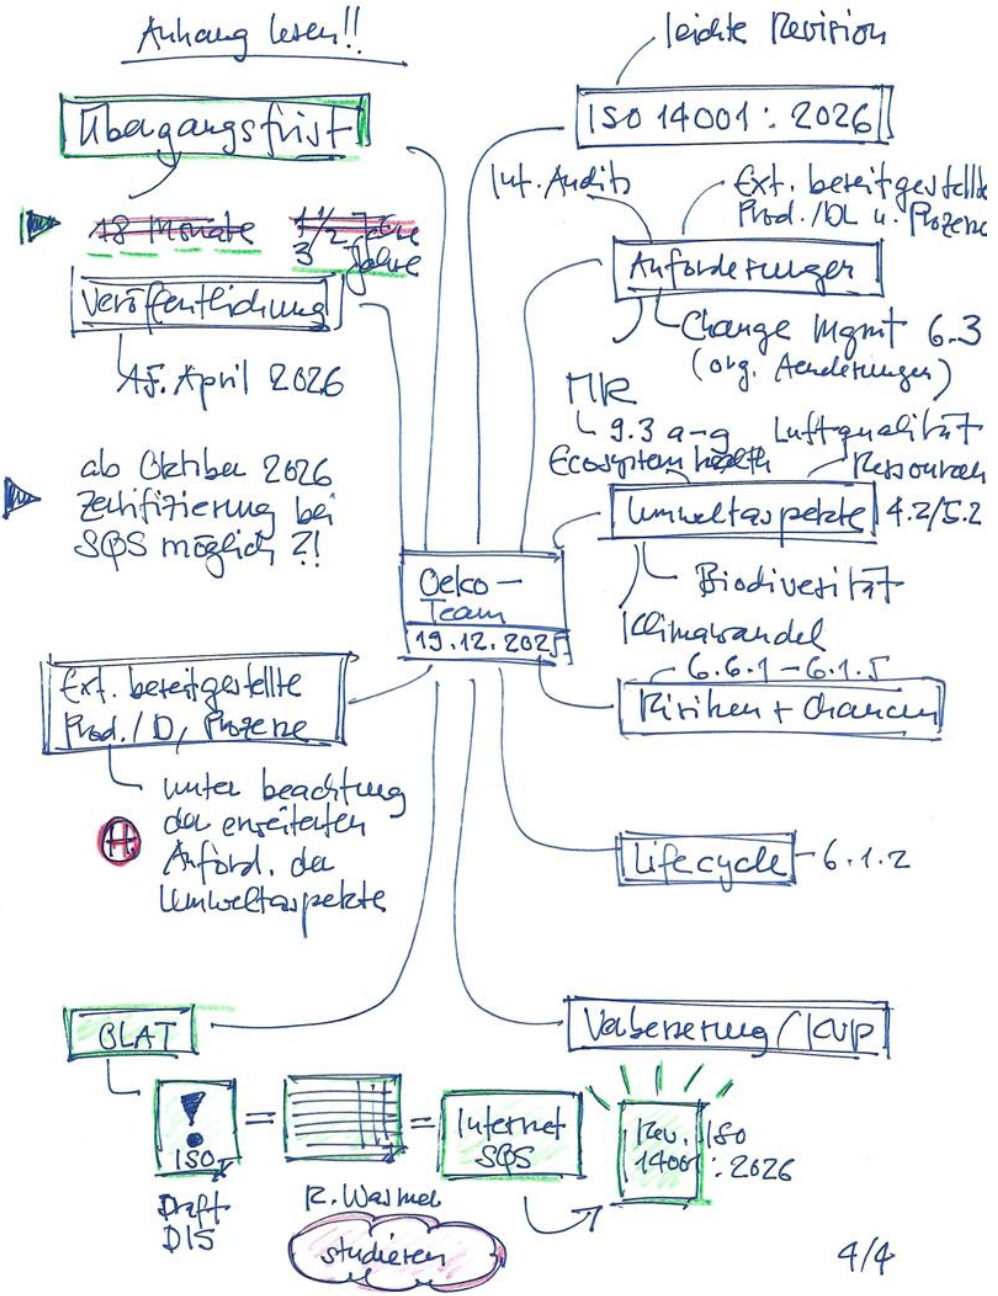 Anhang lesen!!
Übergangsfrist
18 Monate
1 1/2 Jahre
3 Jahre
Veröffentlichung
15. April 2026
ab Oktober 2026
Zertifizierung bei
SQS möglich ?!
leichte Revision
ISO 14001 : 2026
Int. Audits
Ext. bereitgestellte
Prod. / DL u. Prozesse
Anforderungen
Change Mgmt 6.3
(org. Aenderungen)
MR
9.3 a-g
Luftqualität
Ecosystem health
Ressourcen
Umweltaspekte
4.2/5.2
Biodiversität
Klimawandel
Oeko-
Team
19.12.2025
6.6.1 - 6.1.5
Risiken + Chancen
Ext. bereitgestellte
Prod. / D, Prozesse
unter beachtung
der erweiterten
Anford. der
Umweltaspekte
H
Lifecycle
6.1.2
BLAT
Verbesserung / KVP
! = =
ISO
Internet
SQS
Rev. ISO
14001 : 2026
Draft
DIS
studieren
4/4